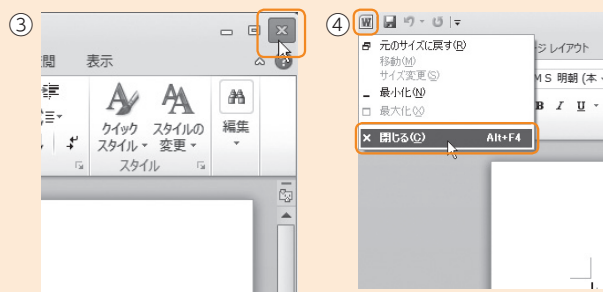 ③
閲
表示
クイック
スタイル
スタイルの
変更
編集
スタイル
④
W
元のサイズに戻す(R)
移動(M)
サイズ変更(S)
最小化(N)
最大化(X)
閉じる(C) Alt+F4
ージ レイアウト
MS 明朝 (本
B I U